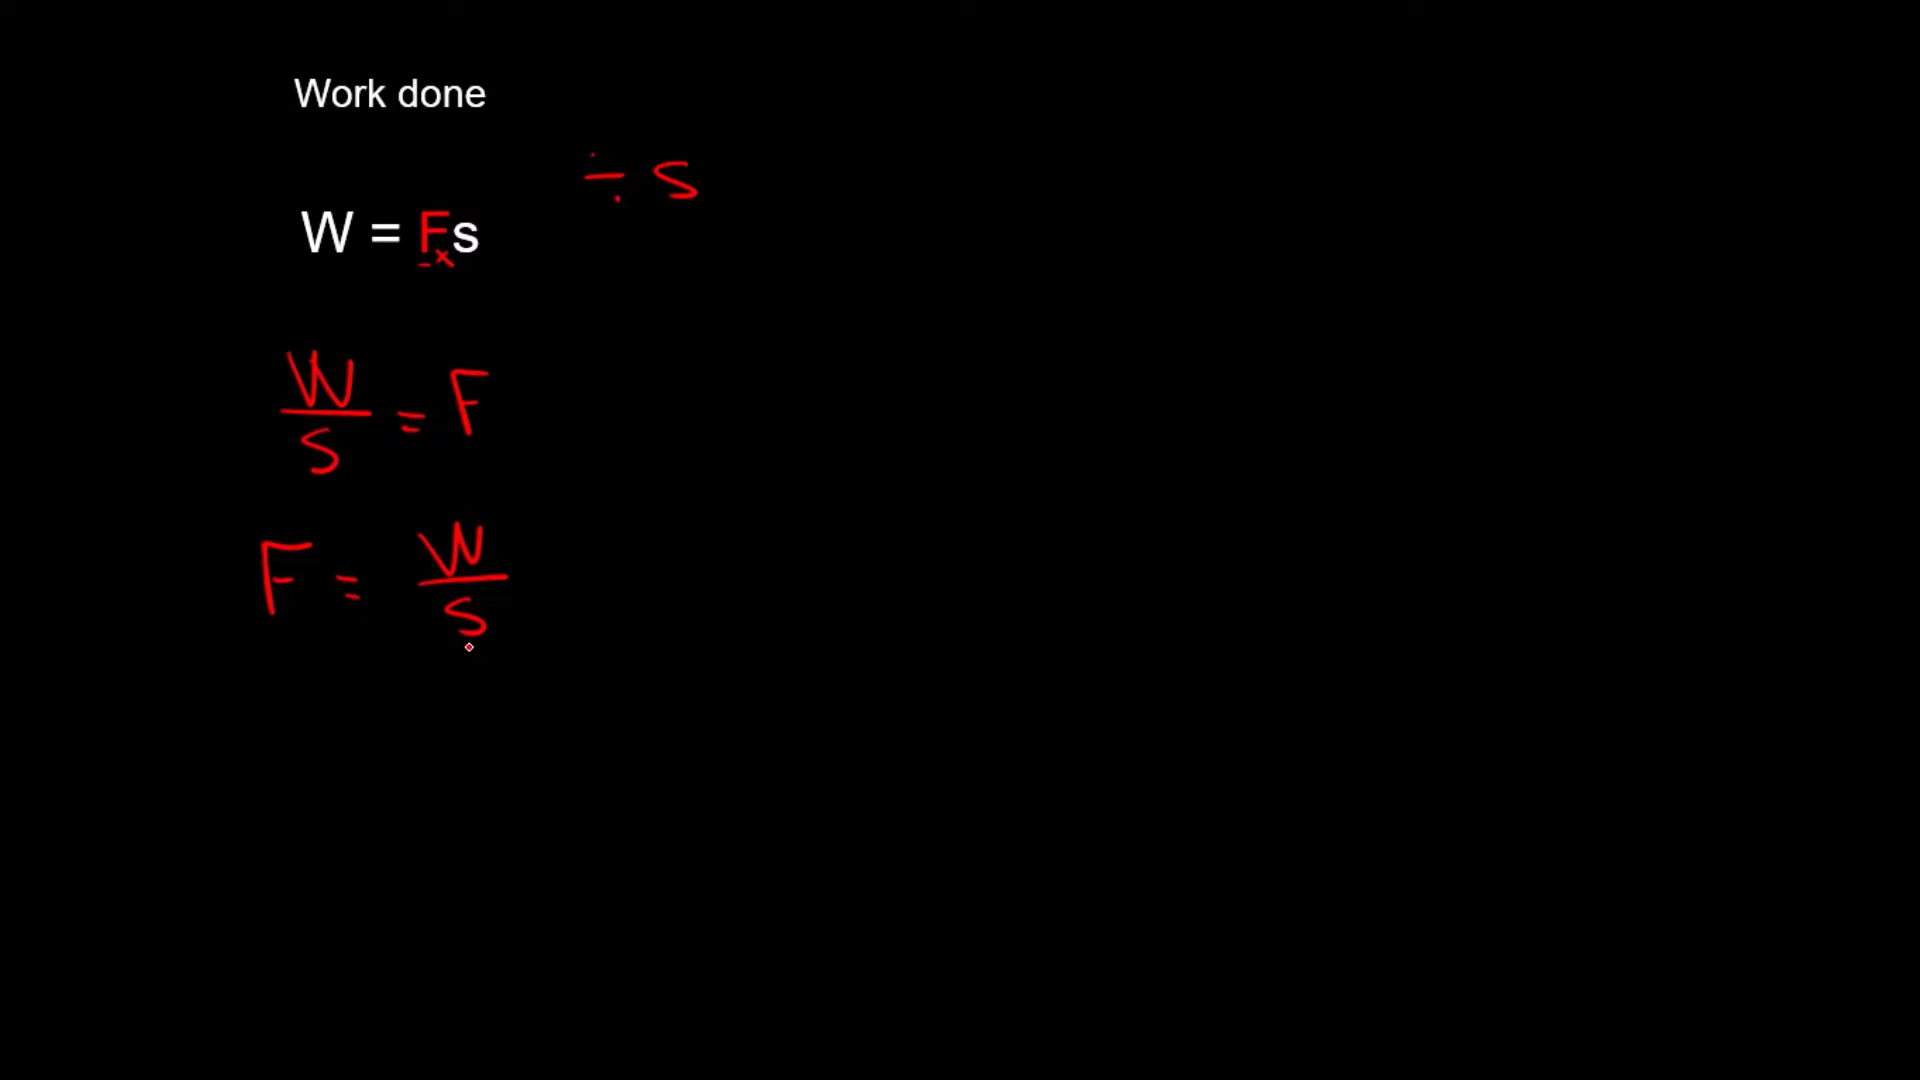 Work done
÷ s
W = Fs
×
W/s = F
F = W/s